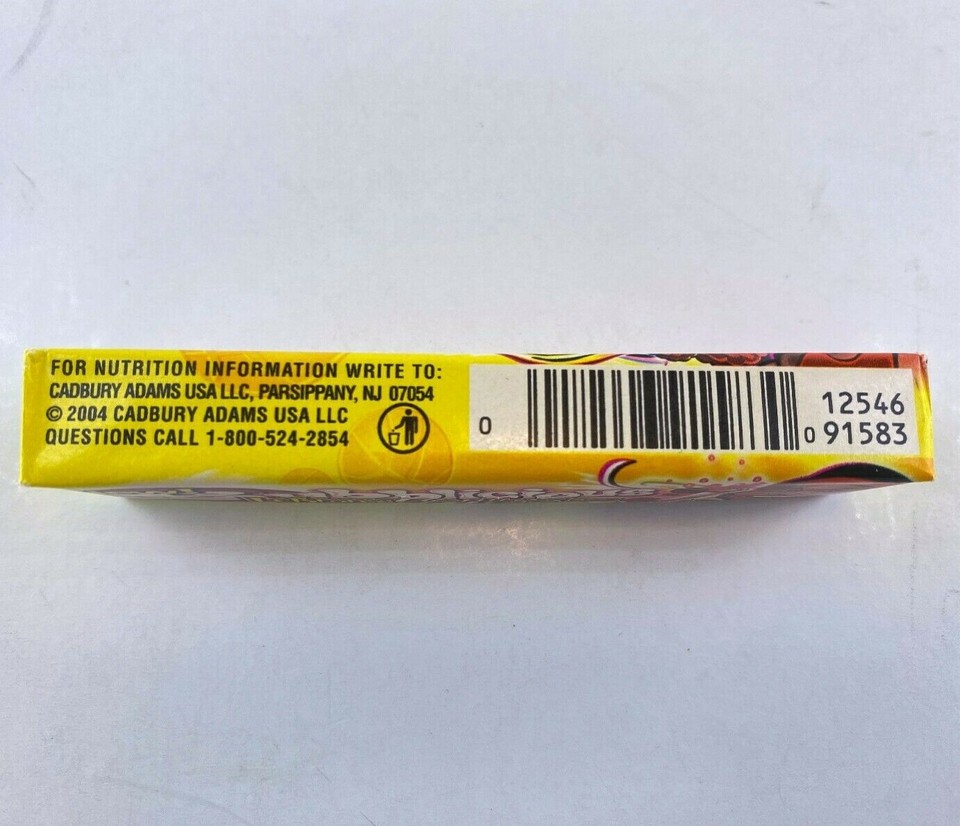 FOR NUTRITION INFORMATION WRITE TO:
CADBURY ADAMS USA LLC, PARSIPPANY, NJ 07054
© 2004 CADBURY ADAMS USA LLC
QUESTIONS CALL 1-800-524-2854
0
12546
0 91583